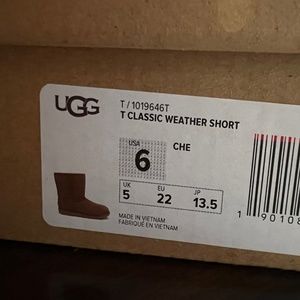 UGG
T / 1019646T
T CLASSIC WEATHER SHORT
USA
6
CHE
UK EU JP
5 22 13.5
MADE IN VIETNAM
FABRIQUÉ EN VIETNAM
1 90108